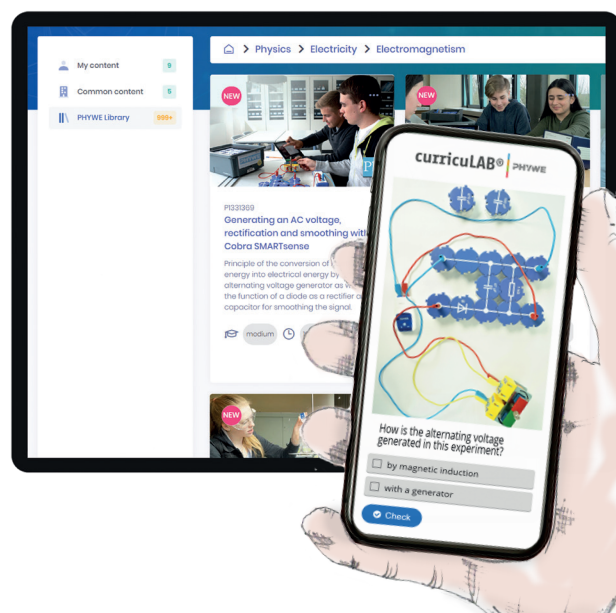 Physics > Electricity > Electromagnetism
My content 9
Common content 5
PHYWE Library 999+
NEW
NEW
P1331369
Generating an AC voltage,
rectification and smoothing with
Cobra SMARTsense
Principle of the conversion of
energy into electrical energy by
alternating voltage generator as
the function of a diode as a rectifier
capacitor for smoothing the signal.
medium
NEW
curricuLAB® PHYWE
How is the alternating voltage
generated in this experiment?
by magnetic induction
with a generator
Check